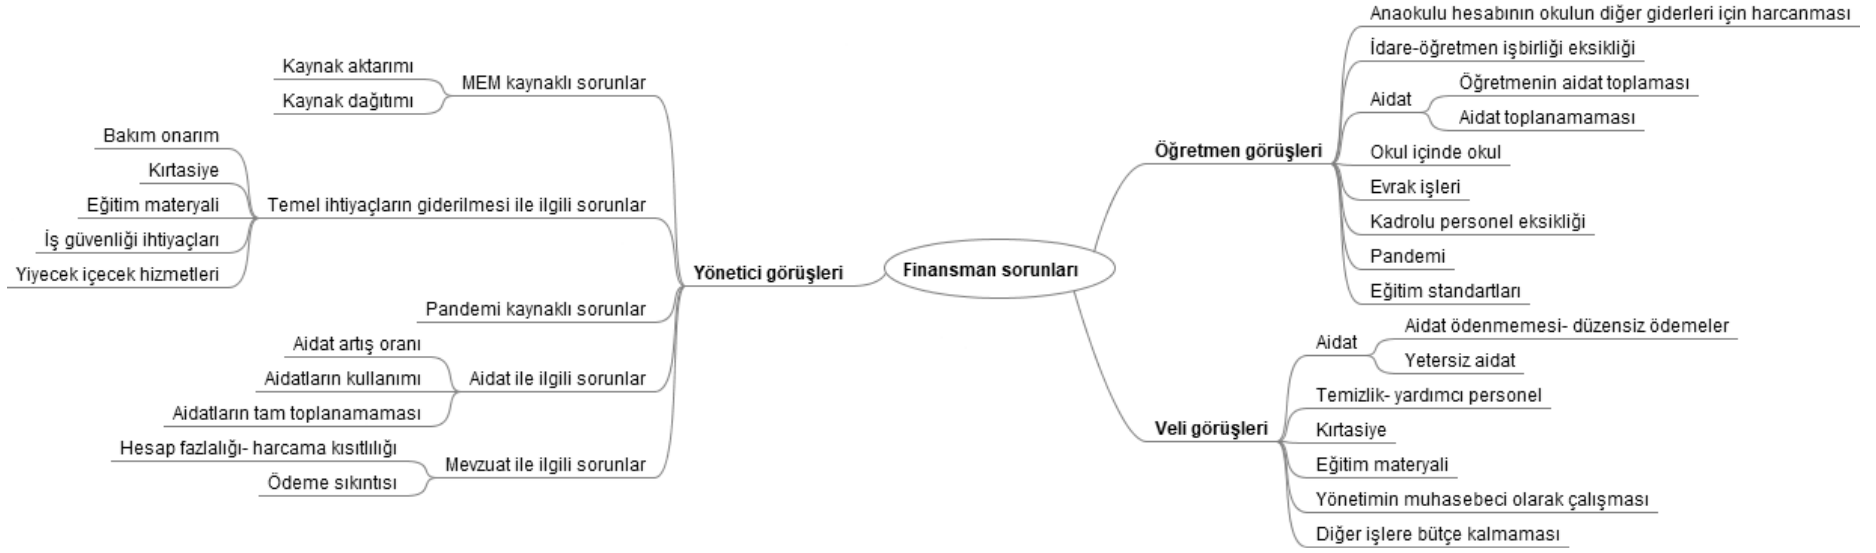 Finansman sorunları
Yönetici görüşleri
MEM kaynaklı sorunlar
Kaynak aktarımı
Kaynak dağıtımı
Temel ihtiyaçların giderilmesi ile ilgili sorunlar
Bakım onarım
Kırtasiye
Eğitim materyali
İş güvenliği ihtiyaçları
Yiyecek içecek hizmetleri
Pandemi kaynaklı sorunlar
Aidat ile ilgili sorunlar
Aidat artış oranı
Aidatların kullanımı
Aidatların tam toplanamaması
Mevzuat ile ilgili sorunlar
Hesap fazlalığı- harcama kısıtlılığı
Ödeme sıkıntısı
Öğretmen görüşleri
Anaokulu hesabının okulun diğer giderleri için harcanması
İdare-öğretmen işbirliği eksikliği
Aidat
Öğretmenin aidat toplaması
Aidat toplanamaması
Okul içinde okul
Evrak işleri
Kadrolu personel eksikliği
Pandemi
Eğitim standartları
Veli görüşleri
Aidat
Aidat ödenmemesi- düzensiz ödemeler
Yetersiz aidat
Temizlik- yardımcı personel
Kırtasiye
Eğitim materyali
Yönetimin muhasebeci olarak çalışması
Diğer işlere bütçe kalmaması